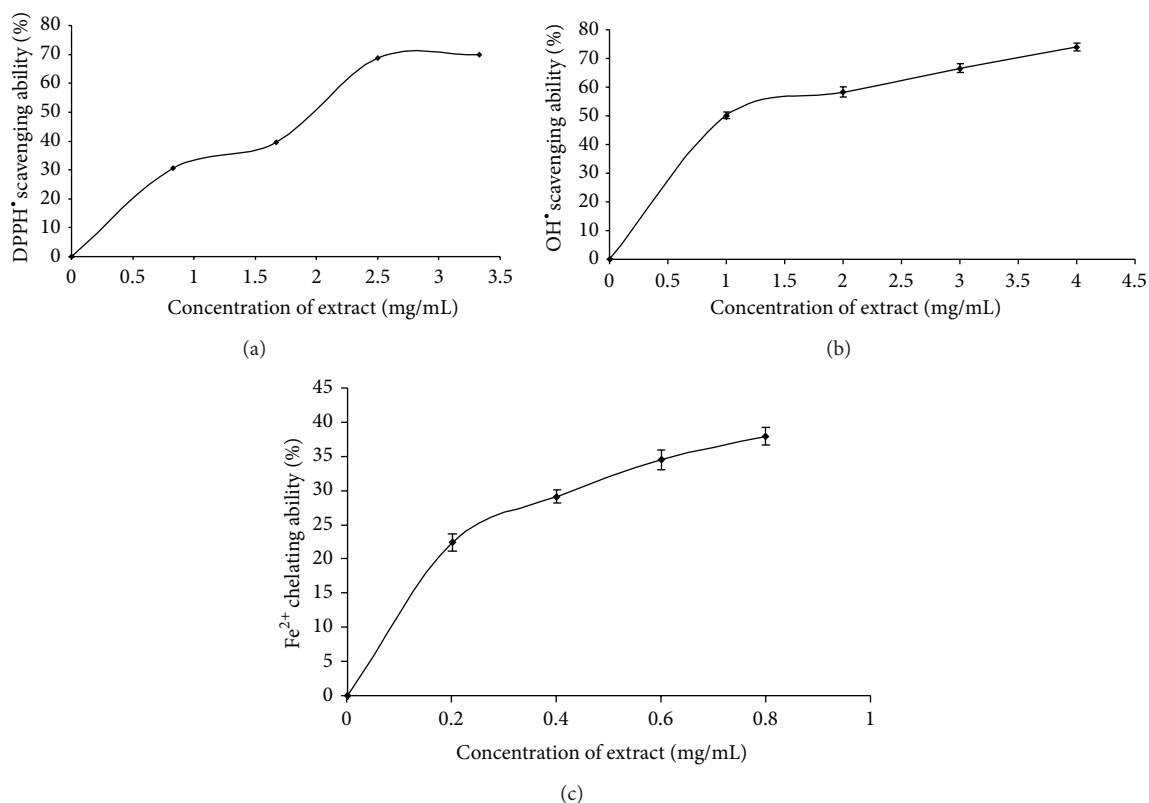 DPPH• scavenging ability (%)
80
70
60
50
40
30
20
10
0
0 0.5 1 1.5 2 2.5 3 3.5
Concentration of extract (mg/mL)
(a)
OH• scavenging ability (%)
80
70
60
50
40
30
20
10
0
0 0.5 1 1.5 2 2.5 3 3.5 4 4.5
Concentration of extract (mg/mL)
(b)
Fe2+ chelating ability (%)
45
40
35
30
25
20
15
10
5
0
0 0.2 0.4 0.6 0.8 1
Concentration of extract (mg/mL)
(c)